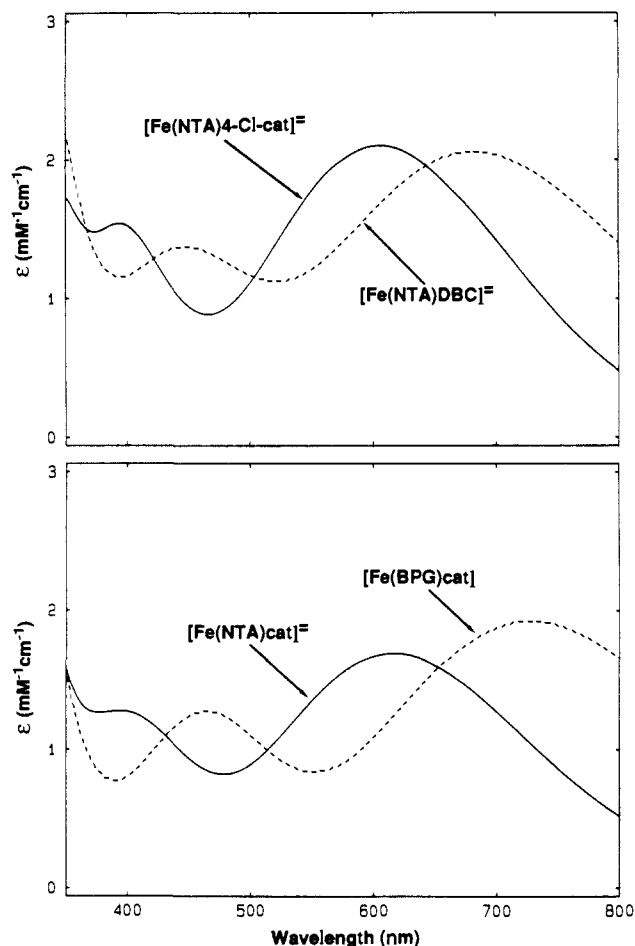 3
[Fe(NTA)4-Cl-cat]=
2
ε (mM-1cm-1)
1
[Fe(NTA)DBC]=
0
3
[Fe(BPG)cat]
[Fe(NTA)cat]=
2
ε (mM-1cm-1)
1
0
400 500 600 700 800
Wavelength (nm)